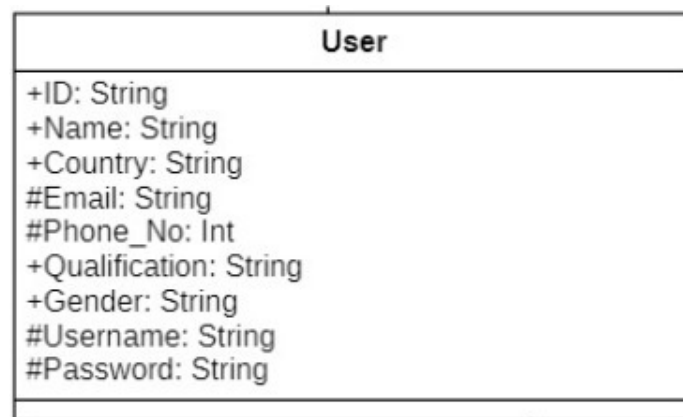 User
+ID: String
+Name: String
+Country: String
#Email: String
#Phone_No: Int
+Qualification: String
+Gender: String
#Username: String
#Password: String